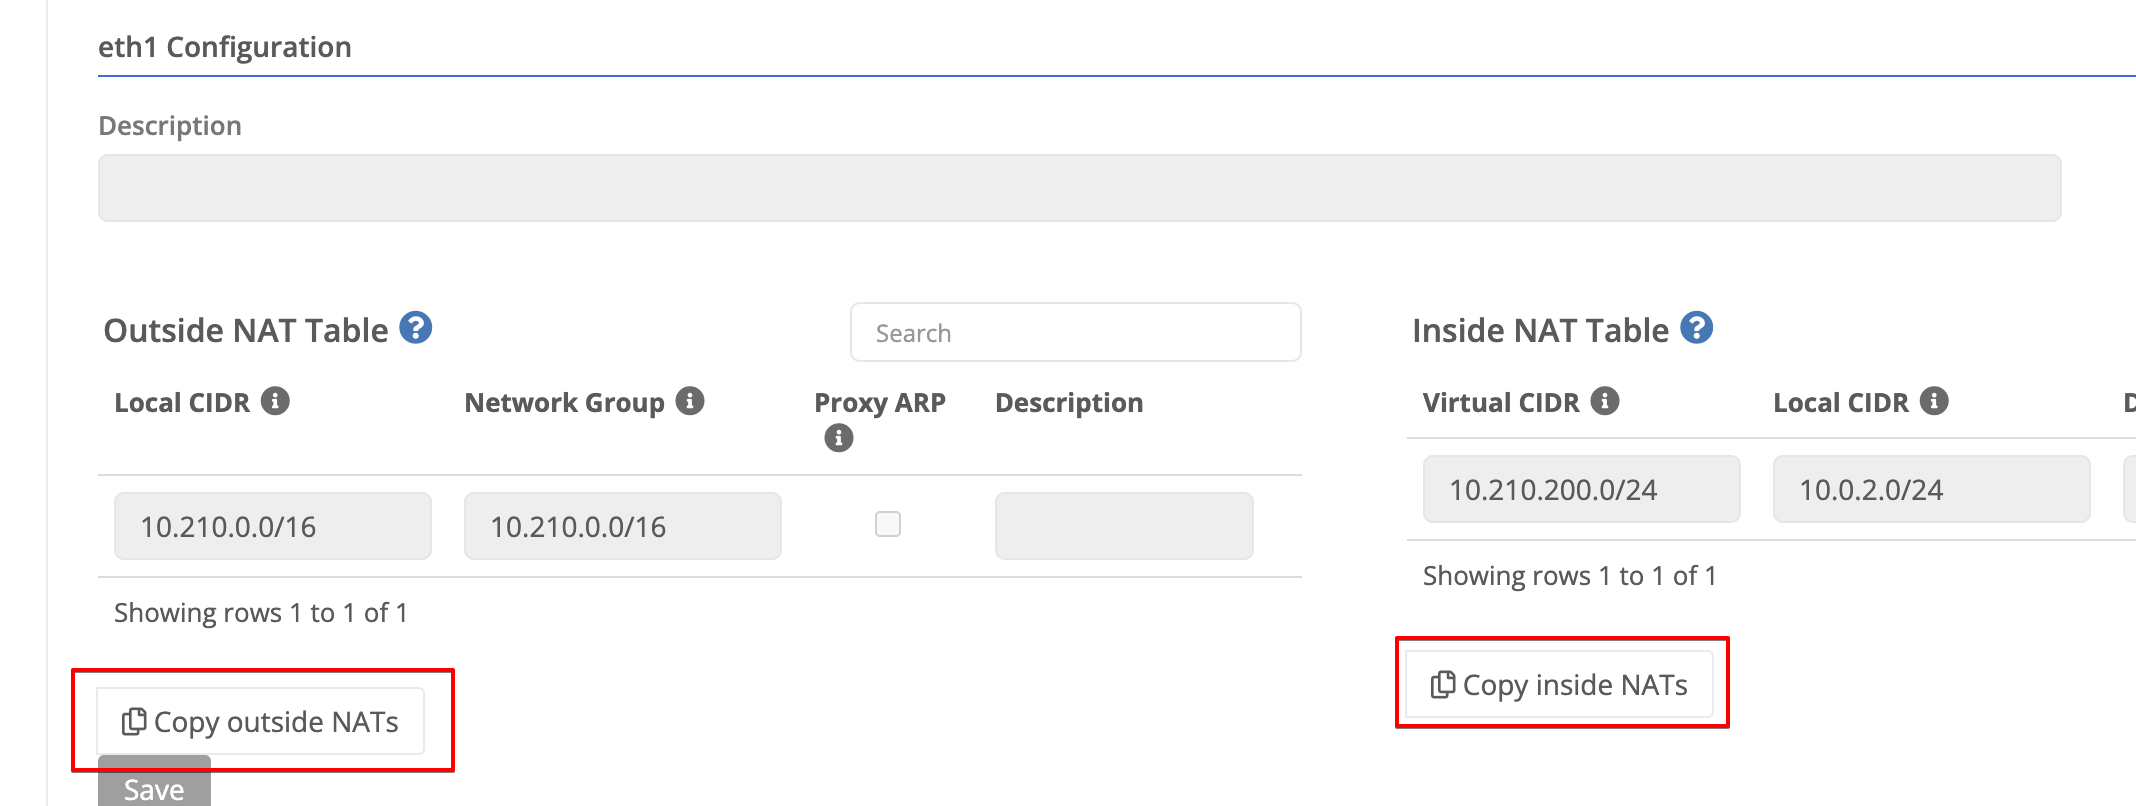 eth1 Configuration
Description
Outside NAT Table
Search
Local CIDR
Network Group
Proxy ARP
Description
10.210.0.0/16
10.210.0.0/16
Showing rows 1 to 1 of 1
Copy outside NATs
Save
Inside NAT Table
Virtual CIDR
Local CIDR
10.210.200.0/24
10.0.2.0/24
Showing rows 1 to 1 of 1
Copy inside NATs